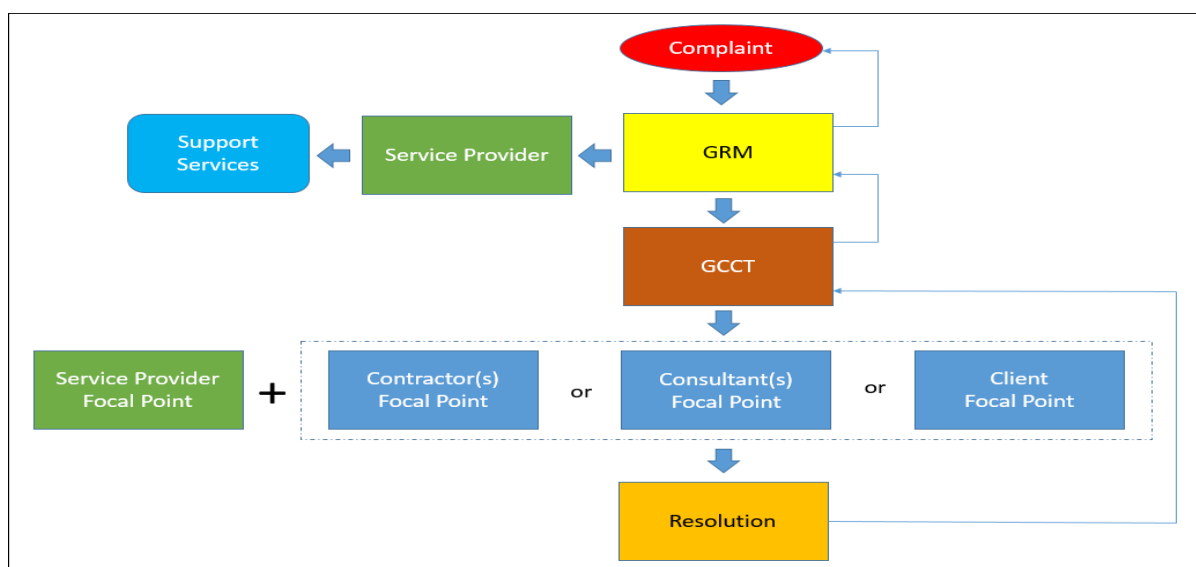 Complaint
Support
Services
Service Provider
GRM
GCCT
Service Provider
Focal Point
+
Contractor(s)
Focal Point
or
Consultant(s)
Focal Point
or
Client
Focal Point
Resolution